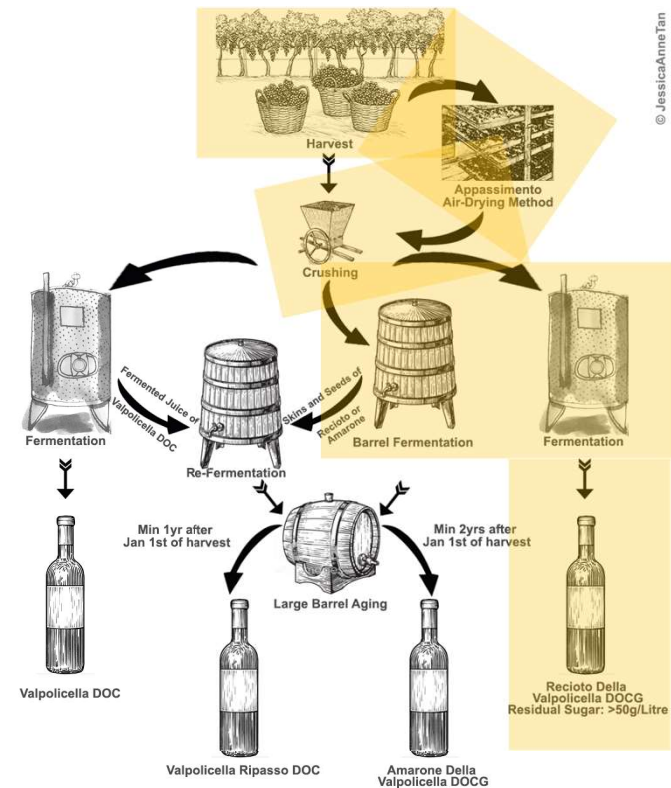 © JessicaAnneTan
Harvest
Appassimento
Air-Drying Method
Crushing
Fermentation
Fermented Juice of
Valpolicella DOC
Re-Fermentation
Skins and Seeds of
Recioto or
Amarone
Barrel Fermentation
Fermentation
Min 1yr after
Jan 1st of harvest
Min 2yrs after
Jan 1st of harvest
Large Barrel Aging
Valpolicella DOC
Valpolicella Ripasso DOC
Amarone Della
Valpolicella DOCG
Recioto Della
Valpolicella DOCG
Residual Sugar: >50g/Litre